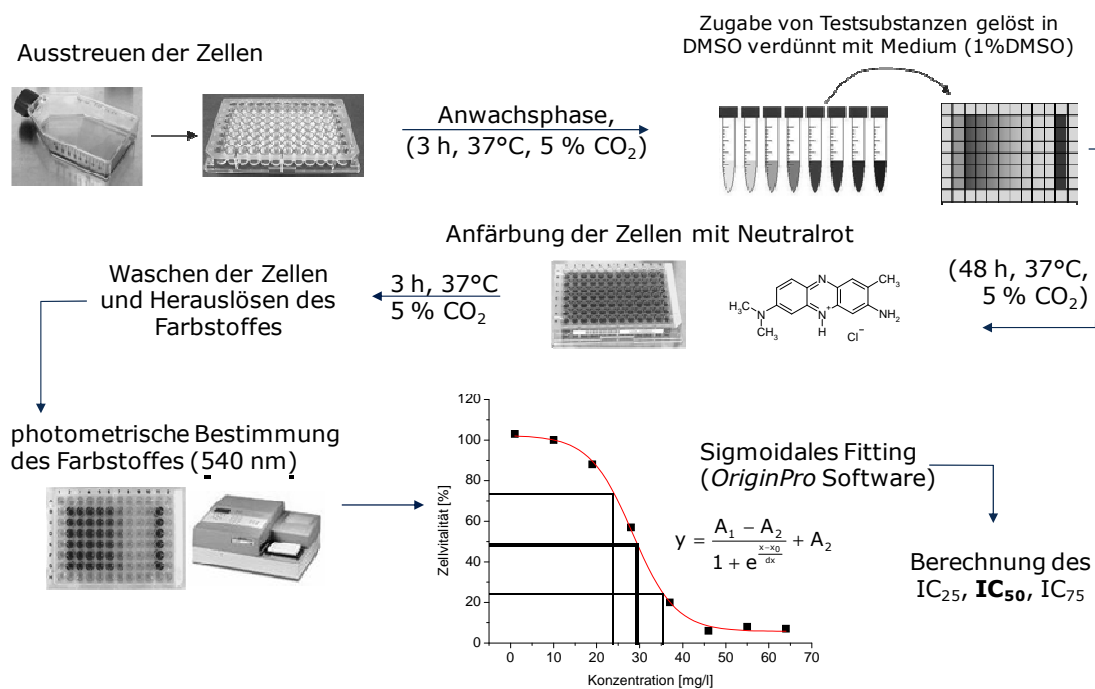 Ausstreuen der Zellen
Zugabe von Testsubstanzen gelöst in
DMSO verdünnt mit Medium (1%DMSO)
Anwachsphase,
(3 h, 37°C, 5 % CO₂)
Anfärbung der Zellen mit Neutralrot
(48 h, 37°C,
5 % CO₂)
N
CH₃
H₃C
N
CH₃
N⁺
H
NH₂
Cl⁻
3 h, 37°C
5 % CO₂
Waschen der Zellen
und Herauslösen des
Farbstoffes
photometrische Bestimmung
des Farbstoffes (540 nm)
120
100
80
60
40
20
0
Zellvitalität [%]
0 10 20 30 40 50 60 70
Konzentration [mg/l]
Sigmoidales Fitting
(OriginPro Software)
y = (A₁ − A₂) / (1 + e^((x−x₀)/dx)) + A₂
Berechnung des
IC₂₅, IC₅₀, IC₇₅